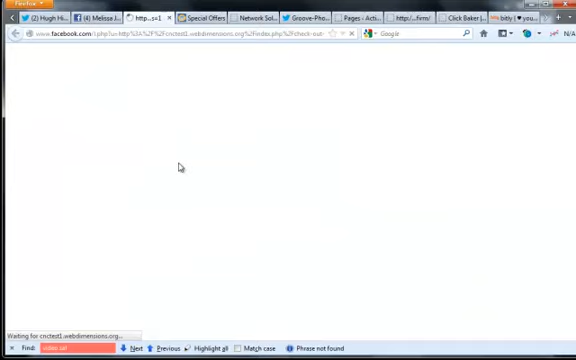 Firefox
(2) Hugh Hi...
(4) Melissa J...
http...s=1
Special Offers
Network Sol...
Groove-Pho...
Pages - Acti...
http:/...firm/
Click Baker |...
bitly | ♥ you...
www.facebook.com/l.php?u=http%3A%2F%2Fcnctest1.webdimensions.org%2Findex.php%2Fcheck-out-
Google
N/A
Waiting for cnctest1.webdimensions.org...
Find:
Next
Previous
Highlight all
Match case
Phrase not found